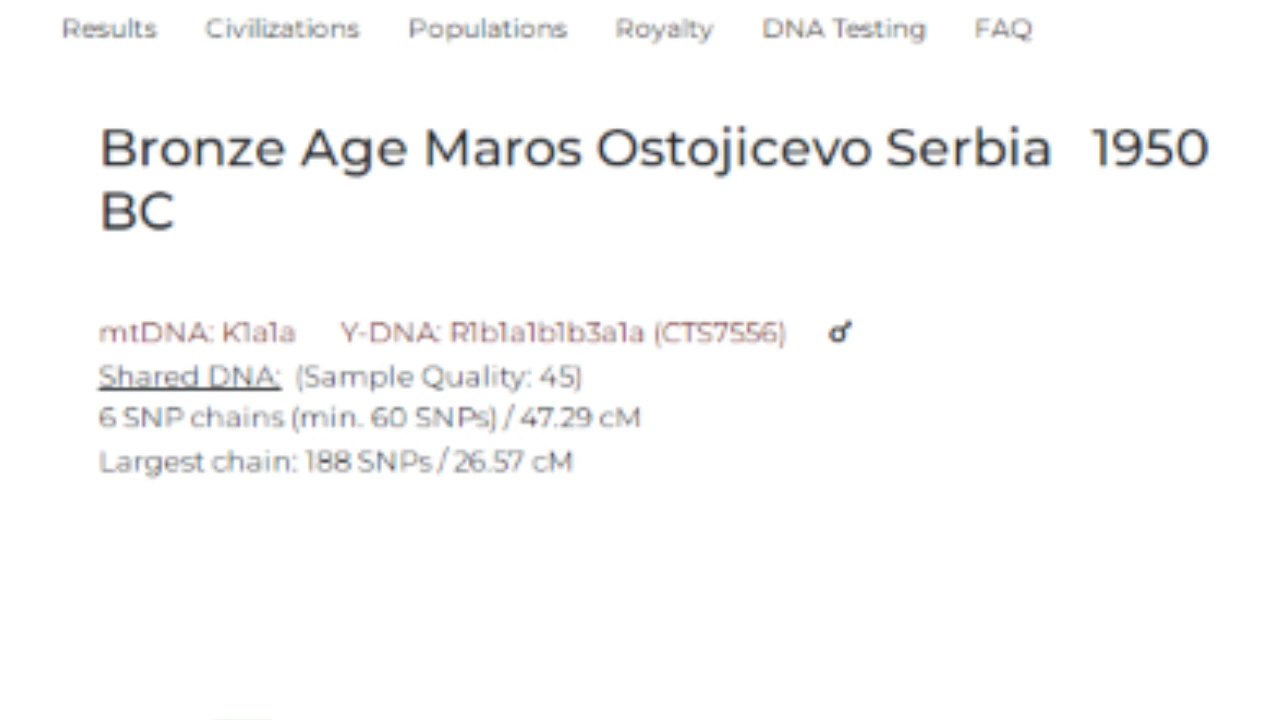 Results Civilizations Populations Royalty DNA Testing FAQ
Bronze Age Maros Ostojicevo Serbia 1950
BC
mtDNA: K1a1a Y-DNA: R1b1a1b1b3a1a (CTS7556) ♂
Shared DNA: (Sample Quality: 45)
6 SNP chains (min. 60 SNPs) / 47.29 cM
Largest chain: 188 SNPs / 26.57 cM